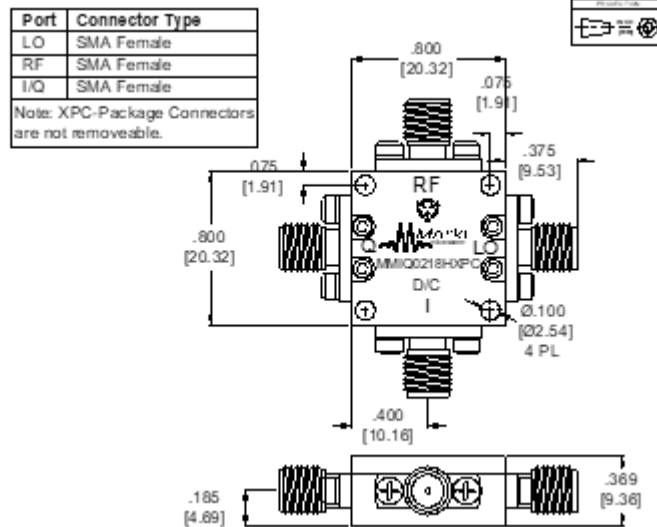 Port Connector Type
LO SMA Female
RF SMA Female
I/Q SMA Female
Note: XPC-Package Connectors
are not removeable.
.800
[20.32]
.075
[1.91]
.375
[9.53]
.075
[1.91]
.800
[20.32]
RF
Q
LO
MMIQ0218HXPC
D/C
I
Ø.100
[Ø2.54]
4 PL
.400
[10.16]
.185
[4.69]
.369
[9.36]